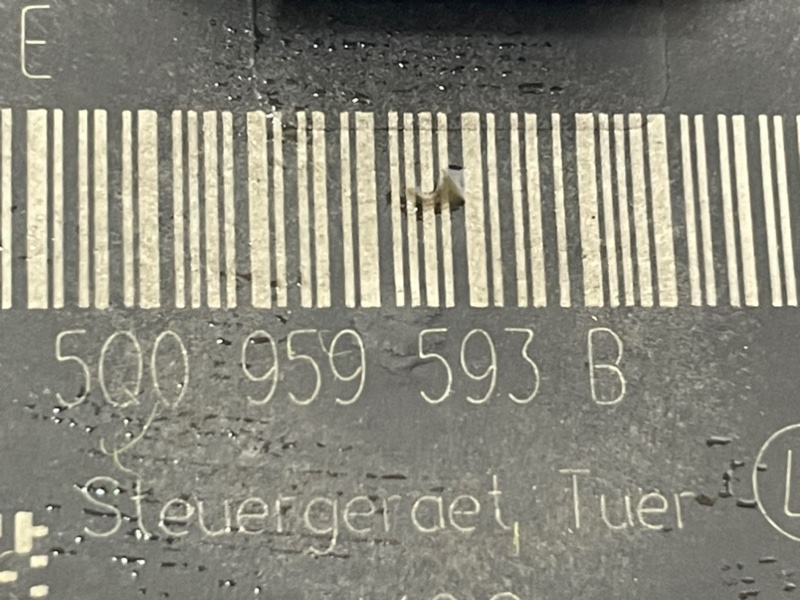 E
5Q0 959 593 B
Steuergeraet, Tuer
L